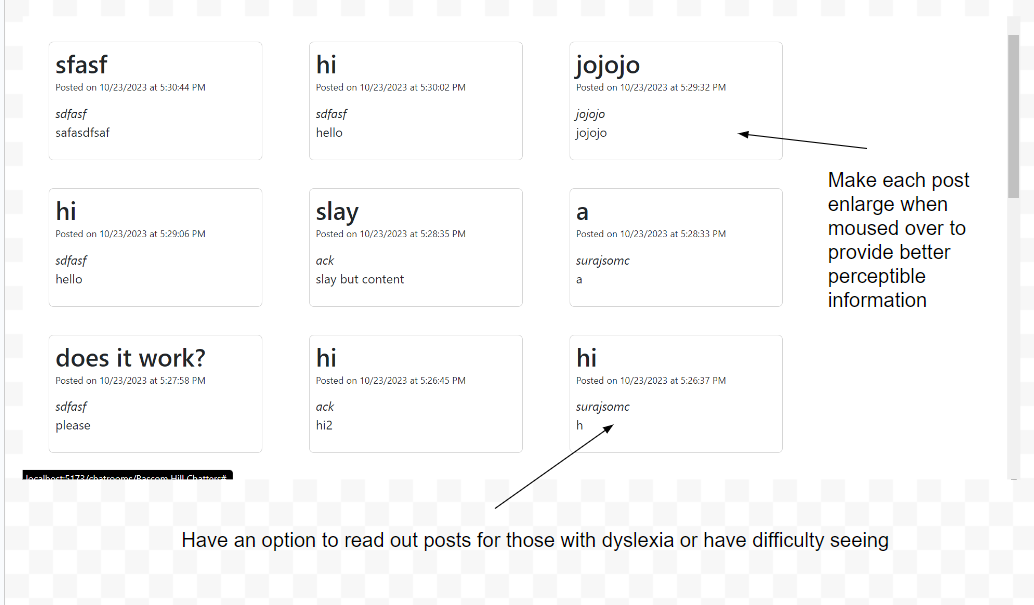 sfasf
Posted on 10/23/2023 at 5:30:44 PM
sdfasf
safasdfsaf
hi
Posted on 10/23/2023 at 5:30:02 PM
sdfasf
hello
jojojo
Posted on 10/23/2023 at 5:29:32 PM
jojojo
jojojo
hi
Posted on 10/23/2023 at 5:29:06 PM
sdfasf
hello
slay
Posted on 10/23/2023 at 5:28:35 PM
ack
slay but content
a
Posted on 10/23/2023 at 5:28:33 PM
surajsomc
a
Make each post
enlarge when
moused over to
provide better
perceptible
information
does it work?
Posted on 10/23/2023 at 5:27:58 PM
sdfasf
please
hi
Posted on 10/23/2023 at 5:26:45 PM
ack
hi2
hi
Posted on 10/23/2023 at 5:26:37 PM
surajsomc
h
localhost:5173/chatrooms/Bascom Hill Chatters#
Have an option to read out posts for those with dyslexia or have difficulty seeing